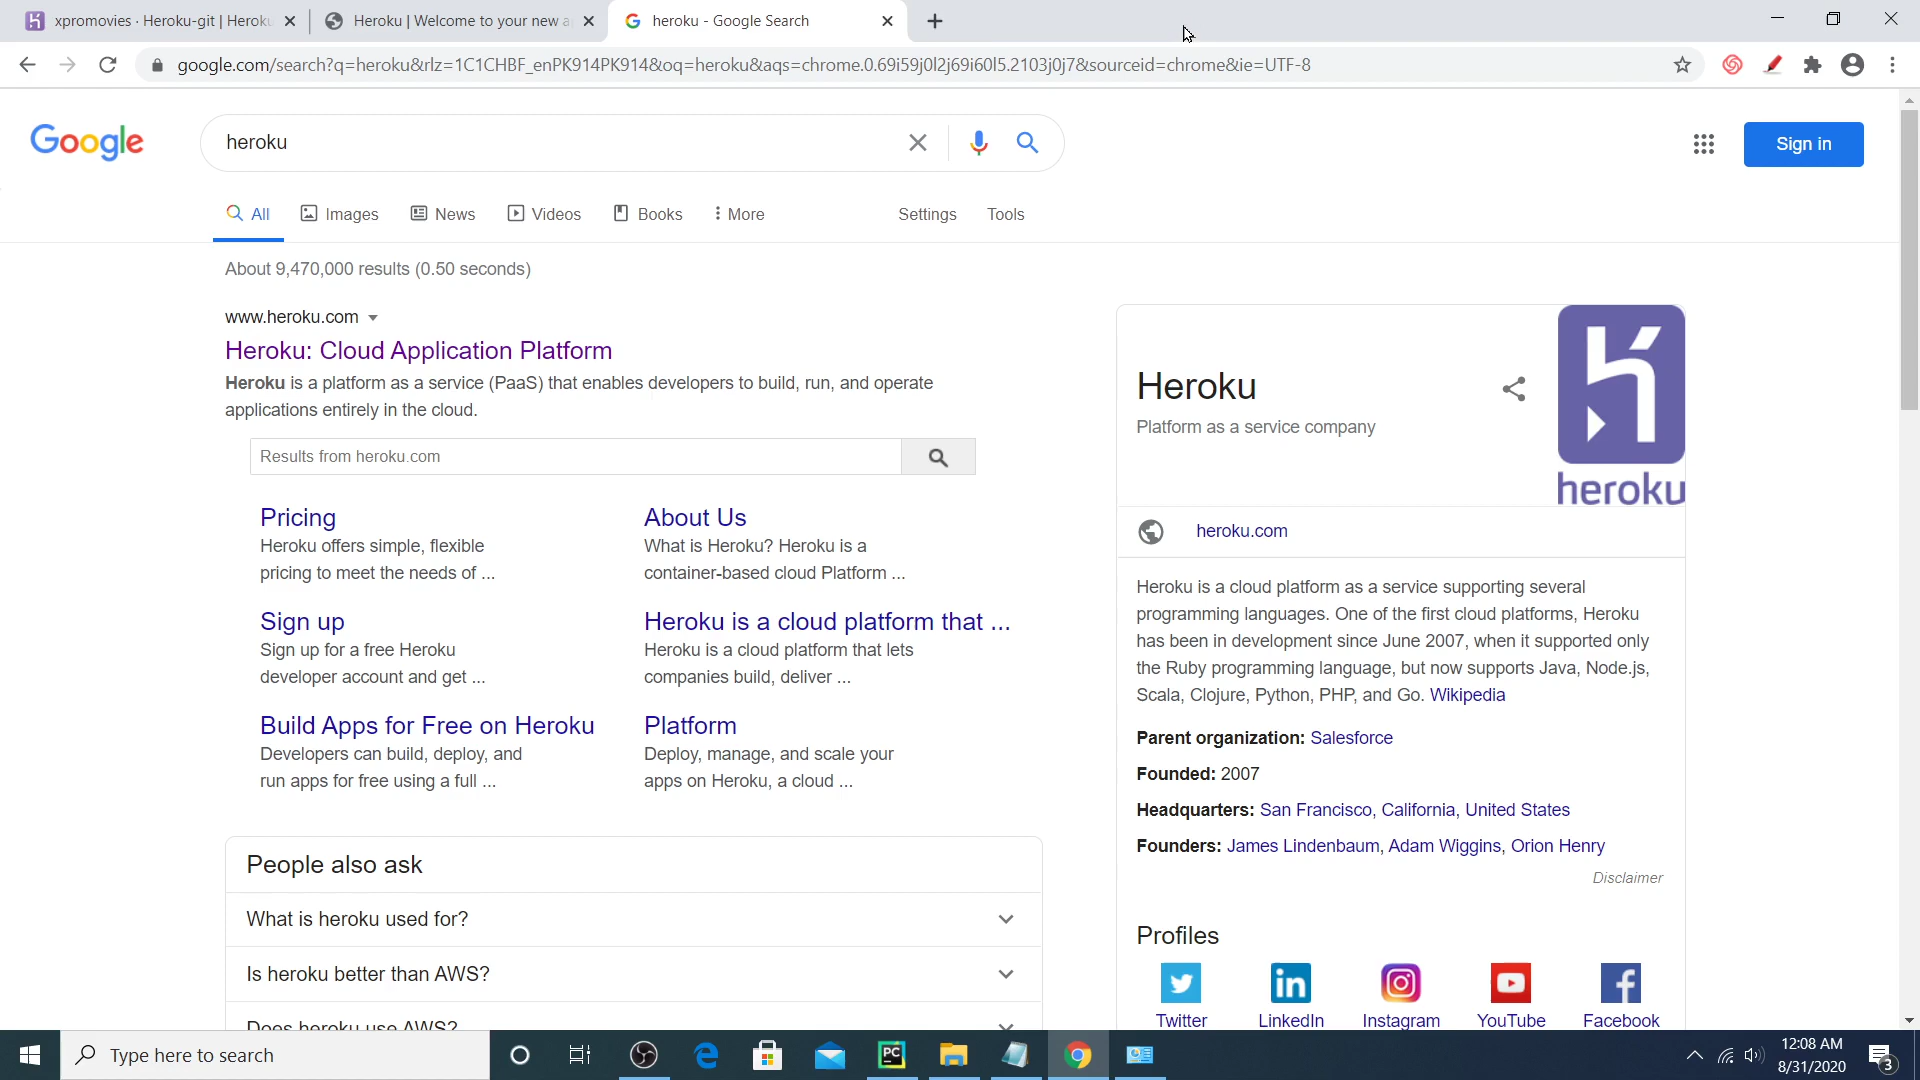 xpromovies · Heroku-git | Heroku
Heroku | Welcome to your new a
heroku - Google Search
google.com/search?q=heroku&rlz=1C1CHBF_enPK914PK914&oq=heroku&aqs=chrome.0.69i59j0l2j69i60l5.2103j0j7&sourceid=chrome&ie=UTF-8
Google
heroku
Sign in
All
Images
News
Videos
Books
More
Settings
Tools
About 9,470,000 results (0.50 seconds)
www.heroku.com
Heroku: Cloud Application Platform
Heroku is a platform as a service (PaaS) that enables developers to build, run, and operate
applications entirely in the cloud.
Results from heroku.com
Pricing
Heroku offers simple, flexible
pricing to meet the needs of ...
About Us
What is Heroku? Heroku is a
container-based cloud Platform ...
Sign up
Sign up for a free Heroku
developer account and get ...
Heroku is a cloud platform that ...
Heroku is a cloud platform that lets
companies build, deliver ...
Build Apps for Free on Heroku
Developers can build, deploy, and
run apps for free using a full ...
Platform
Deploy, manage, and scale your
apps on Heroku, a cloud ...
People also ask
What is heroku used for?
Is heroku better than AWS?
Does heroku use AWS?
Heroku
Platform as a service company
heroku
heroku.com
Heroku is a cloud platform as a service supporting several
programming languages. One of the first cloud platforms, Heroku
has been in development since June 2007, when it supported only
the Ruby programming language, but now supports Java, Node.js,
Scala, Clojure, Python, PHP, and Go. Wikipedia
Parent organization: Salesforce
Founded: 2007
Headquarters: San Francisco, California, United States
Founders: James Lindenbaum, Adam Wiggins, Orion Henry
Disclaimer
Profiles
Twitter
LinkedIn
Instagram
YouTube
Facebook
Type here to search
PC
12:08 AM
8/31/2020
3